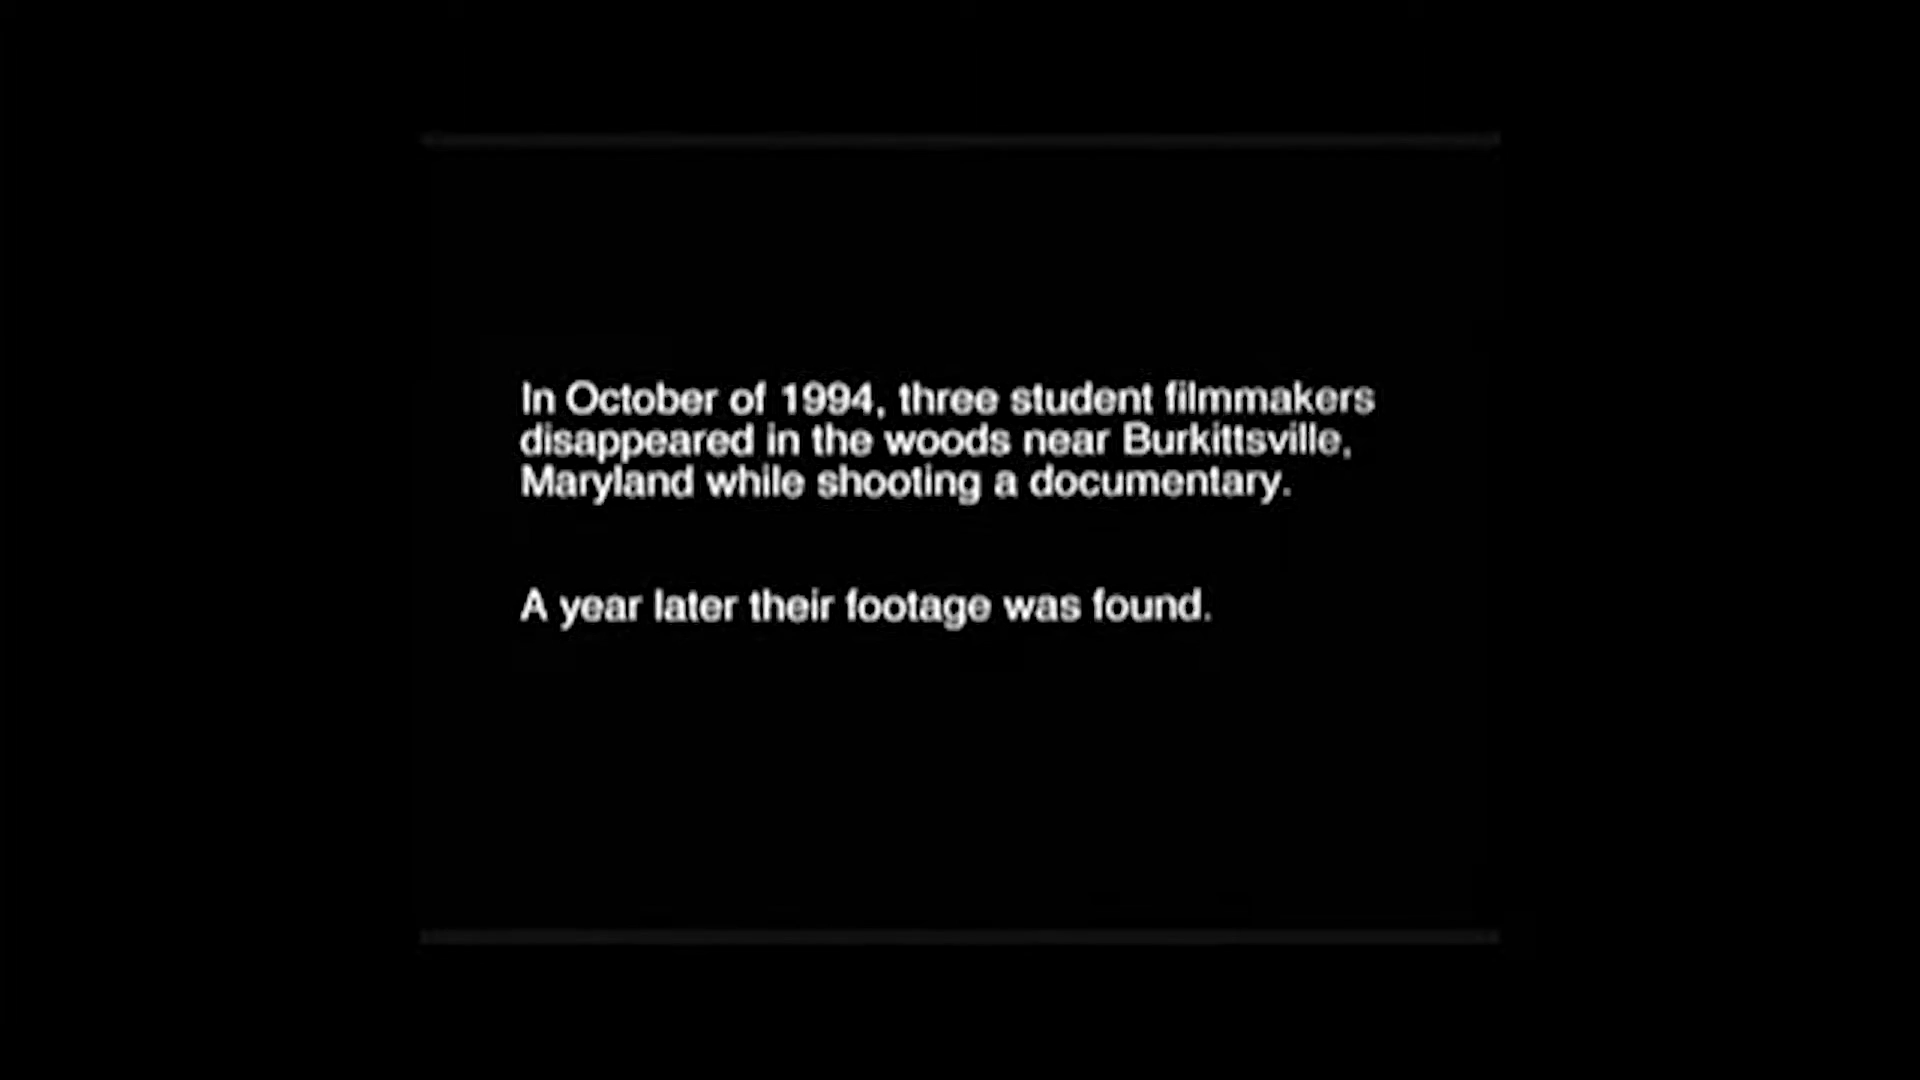 In October of 1994, three student filmmakers
disappeared in the woods near Burkittsville,
Maryland while shooting a documentary.
A year later their footage was found.